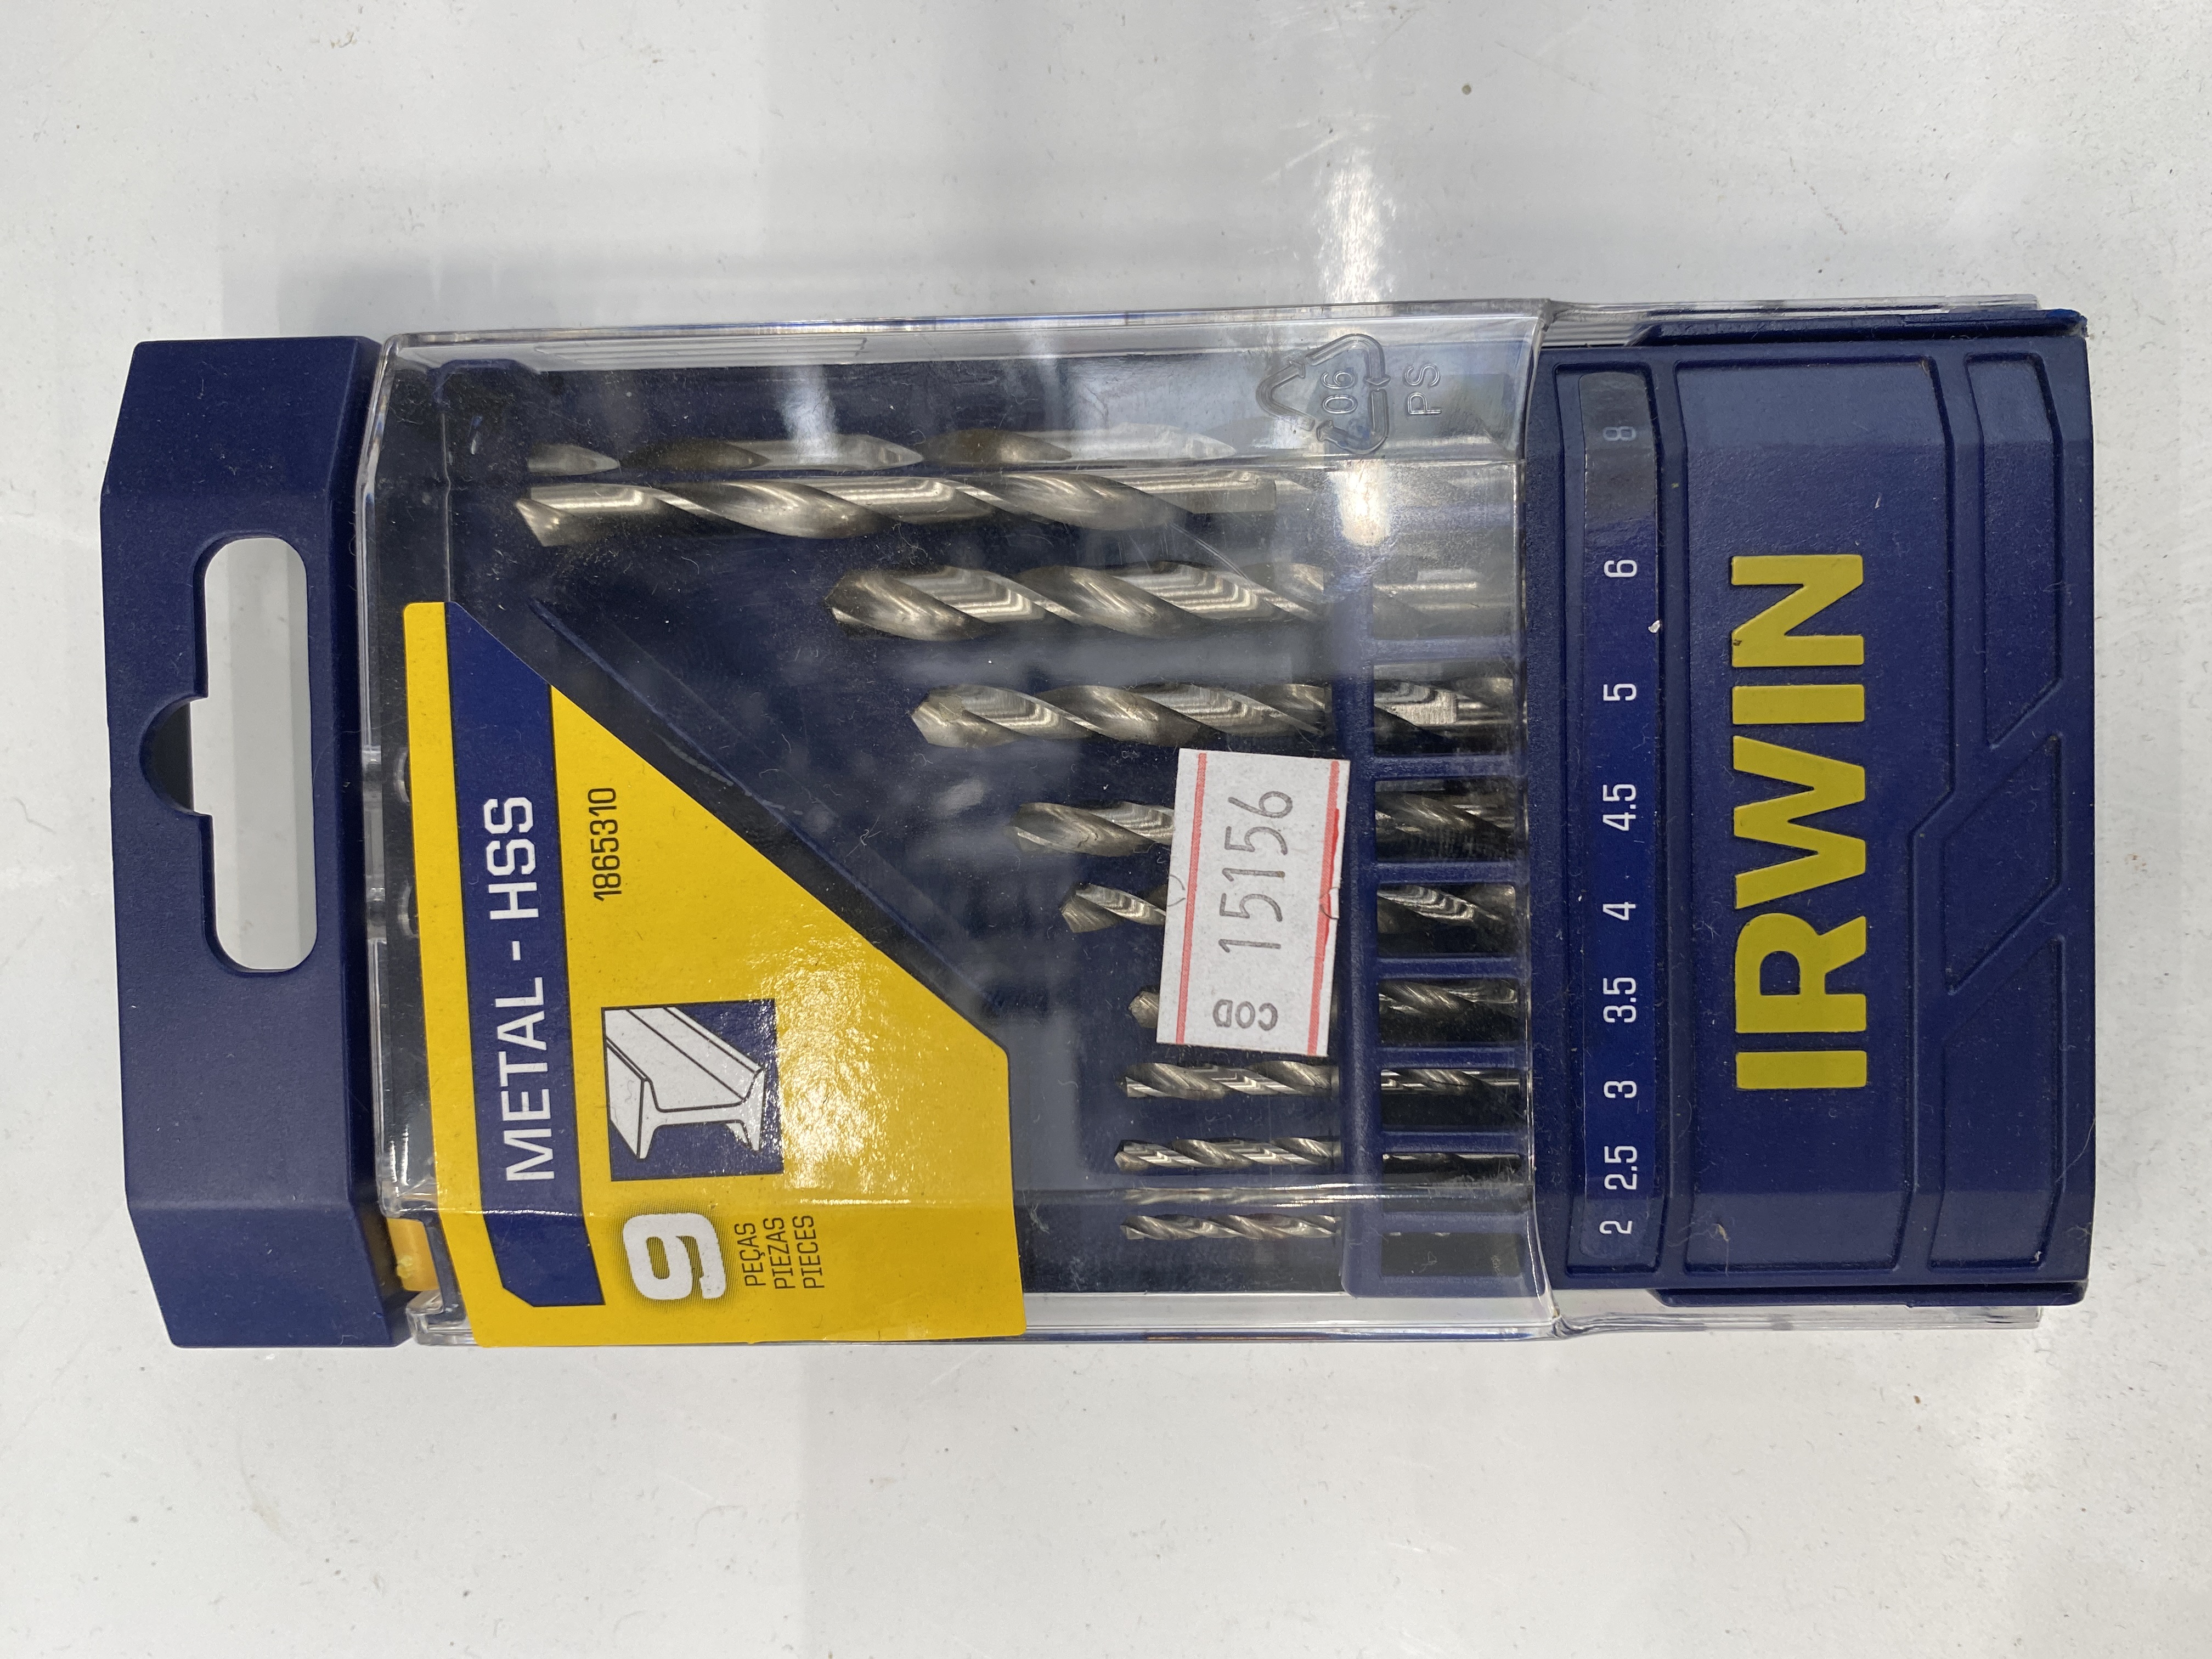 METAL - HSS
1865310
9
PEÇAS
PIEZAS
PIECES
8 15156
06
PS
2 2.5 3 3.5 4 4.5 5 6 8
IRWIN